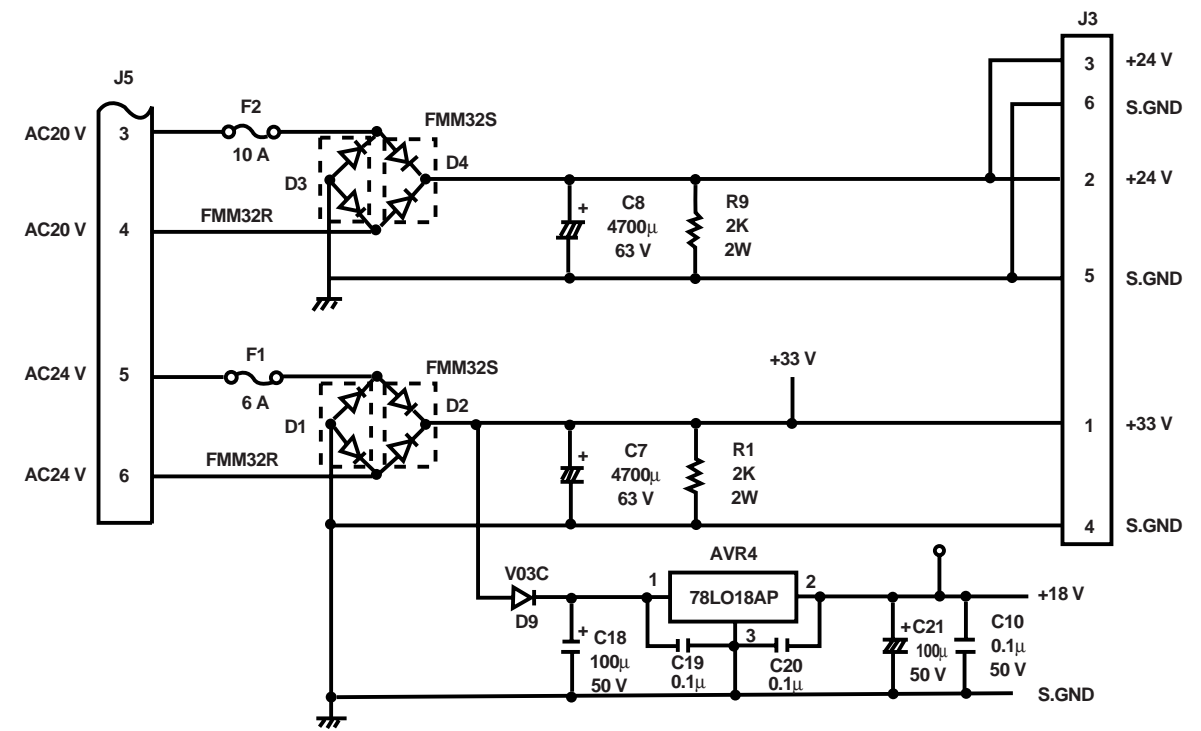 J3
J5
3 +24 V
F2
FMM32S
6 S.GND
AC20 V 3
10 A
D3
D4
2 +24 V
C8
4700μ
63 V
+
R9
2K
2W
AC20 V 4
FMM32R
5 S.GND
F1
FMM32S
+33 V
AC24 V 5
6 A
D1
D2
1 +33 V
C7
4700μ
63 V
+
R1
2K
2W
AC24 V 6
FMM32R
4 S.GND
AVR4
V03C
D9
1
78LO18AP
2
3
+18 V
+
C18
100μ
50 V
C19
0.1μ
C20
0.1μ
+C21
100μ
50 V
C10
0.1μ
50 V
S.GND